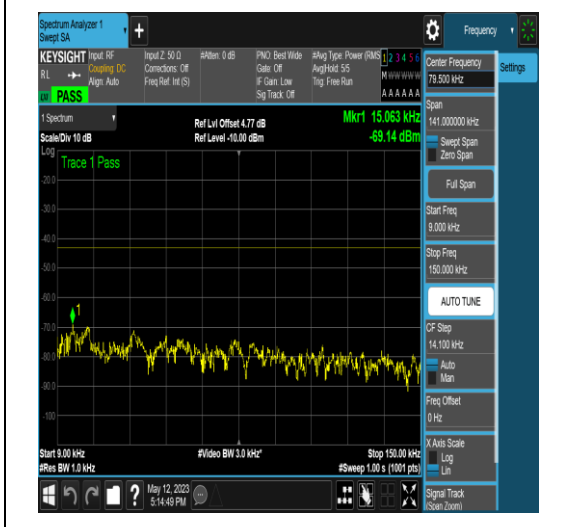 Spectrum Analyzer 1
Swept SA
+
Frequency
KEYSIGHT
RL
PASS
Input: RF
Coupling: DC
Align: Auto
Input Z: 50 Ω
Corrections: Off
Freq Ref: Int (S)
#Atten: 0 dB
PNO: Best Wide
Gate: Off
IF Gain: Low
Sig Track: Off
#Avg Type: Power (RMS)
Avg|Hold: 5/5
Trig: Free Run
1 2 3 4 5 6
M W W W W W
A A A A A A
1 Spectrum
Scale/Div 10 dB
Ref Lvl Offset 4.77 dB
Ref Level -10.00 dBm
Mkr1 15.063 kHz
-69.14 dBm
Log
Trace 1 Pass
-20.0
-30.0
-40.0
-50.0
-60.0
-70.0
-80.0
-90.0
-100
1
Start 9.00 kHz
#Res BW 1.0 kHz
#Video BW 3.0 kHz*
Stop 150.00 kHz
#Sweep 1.00 s (1001 pts)
?
May 12, 2023
5:14:49 PM
Center Frequency
79.500 kHz
Settings
Span
141.000000 kHz
Swept Span
Zero Span
Full Span
Start Freq
9.000 kHz
Stop Freq
150.000 kHz
AUTO TUNE
CF Step
14.100 kHz
Auto
Man
Freq Offset
0 Hz
X Axis Scale
Log
Lin
Signal Track
(Span Zoom)